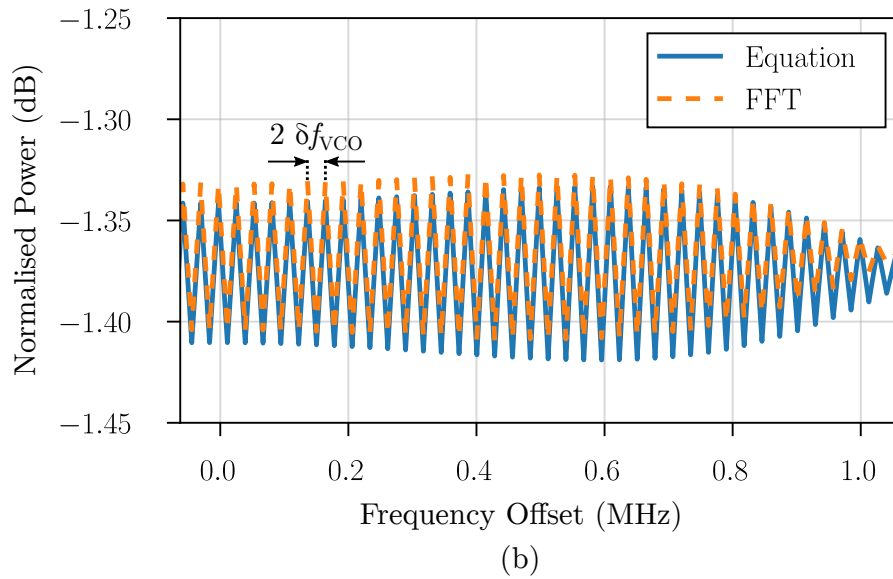 −1.25
−1.30
−1.35
−1.40
−1.45
Normalised Power (dB)
Equation
FFT
2 δf_VCO
0.0 0.2 0.4 0.6 0.8 1.0
Frequency Offset (MHz)
(b)